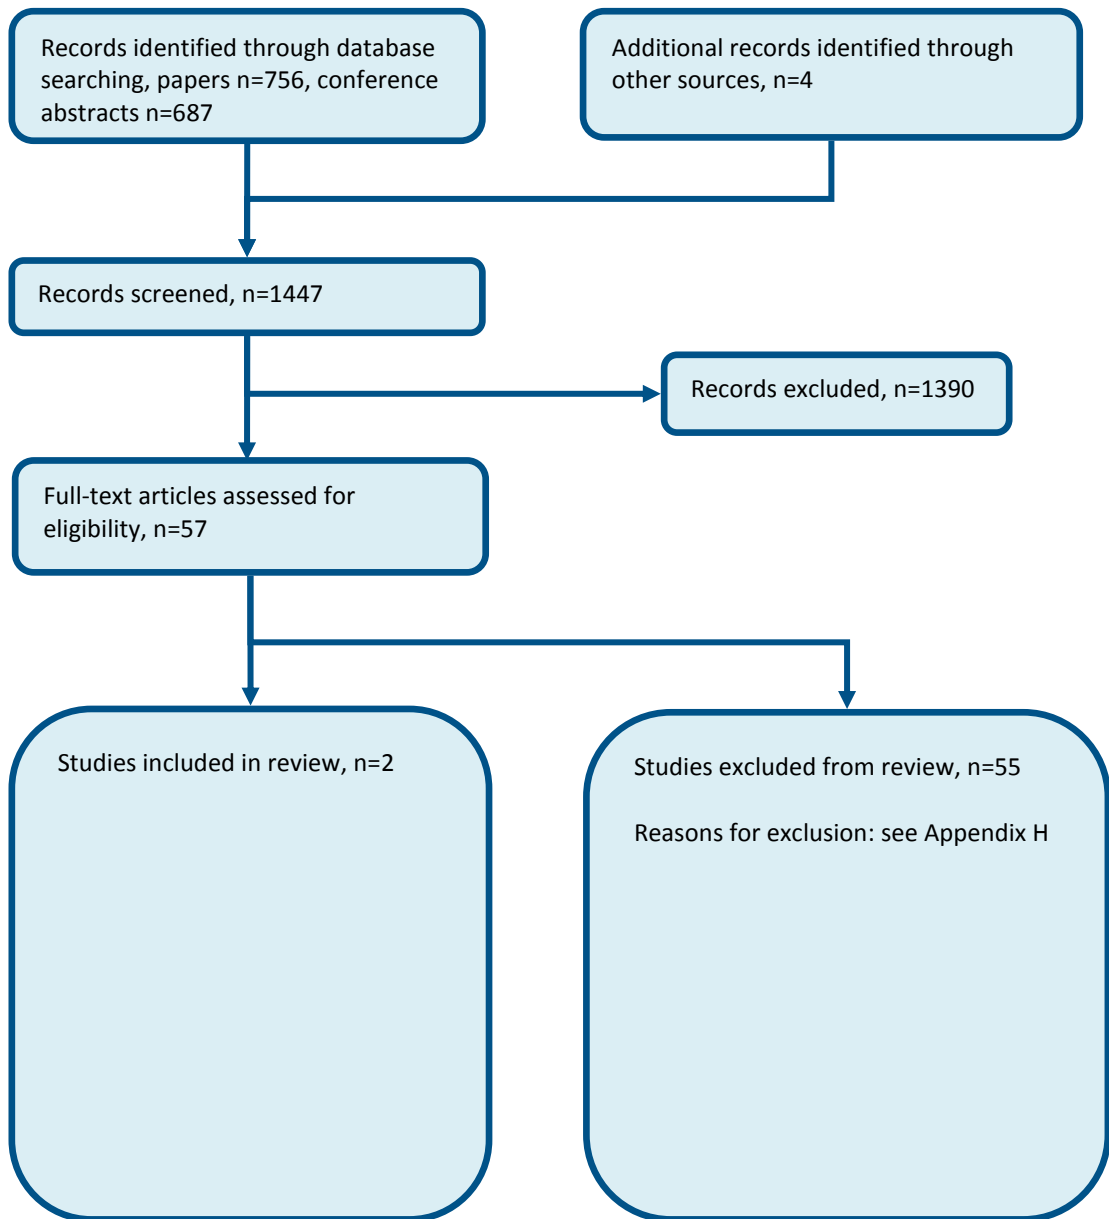 Records identified through database
searching, papers n=756, conference
abstracts n=687
Additional records identified through
other sources, n=4
Records screened, n=1447
Records excluded, n=1390
Full-text articles assessed for
eligibility, n=57
Studies included in review, n=2
Studies excluded from review, n=55
Reasons for exclusion: see Appendix H